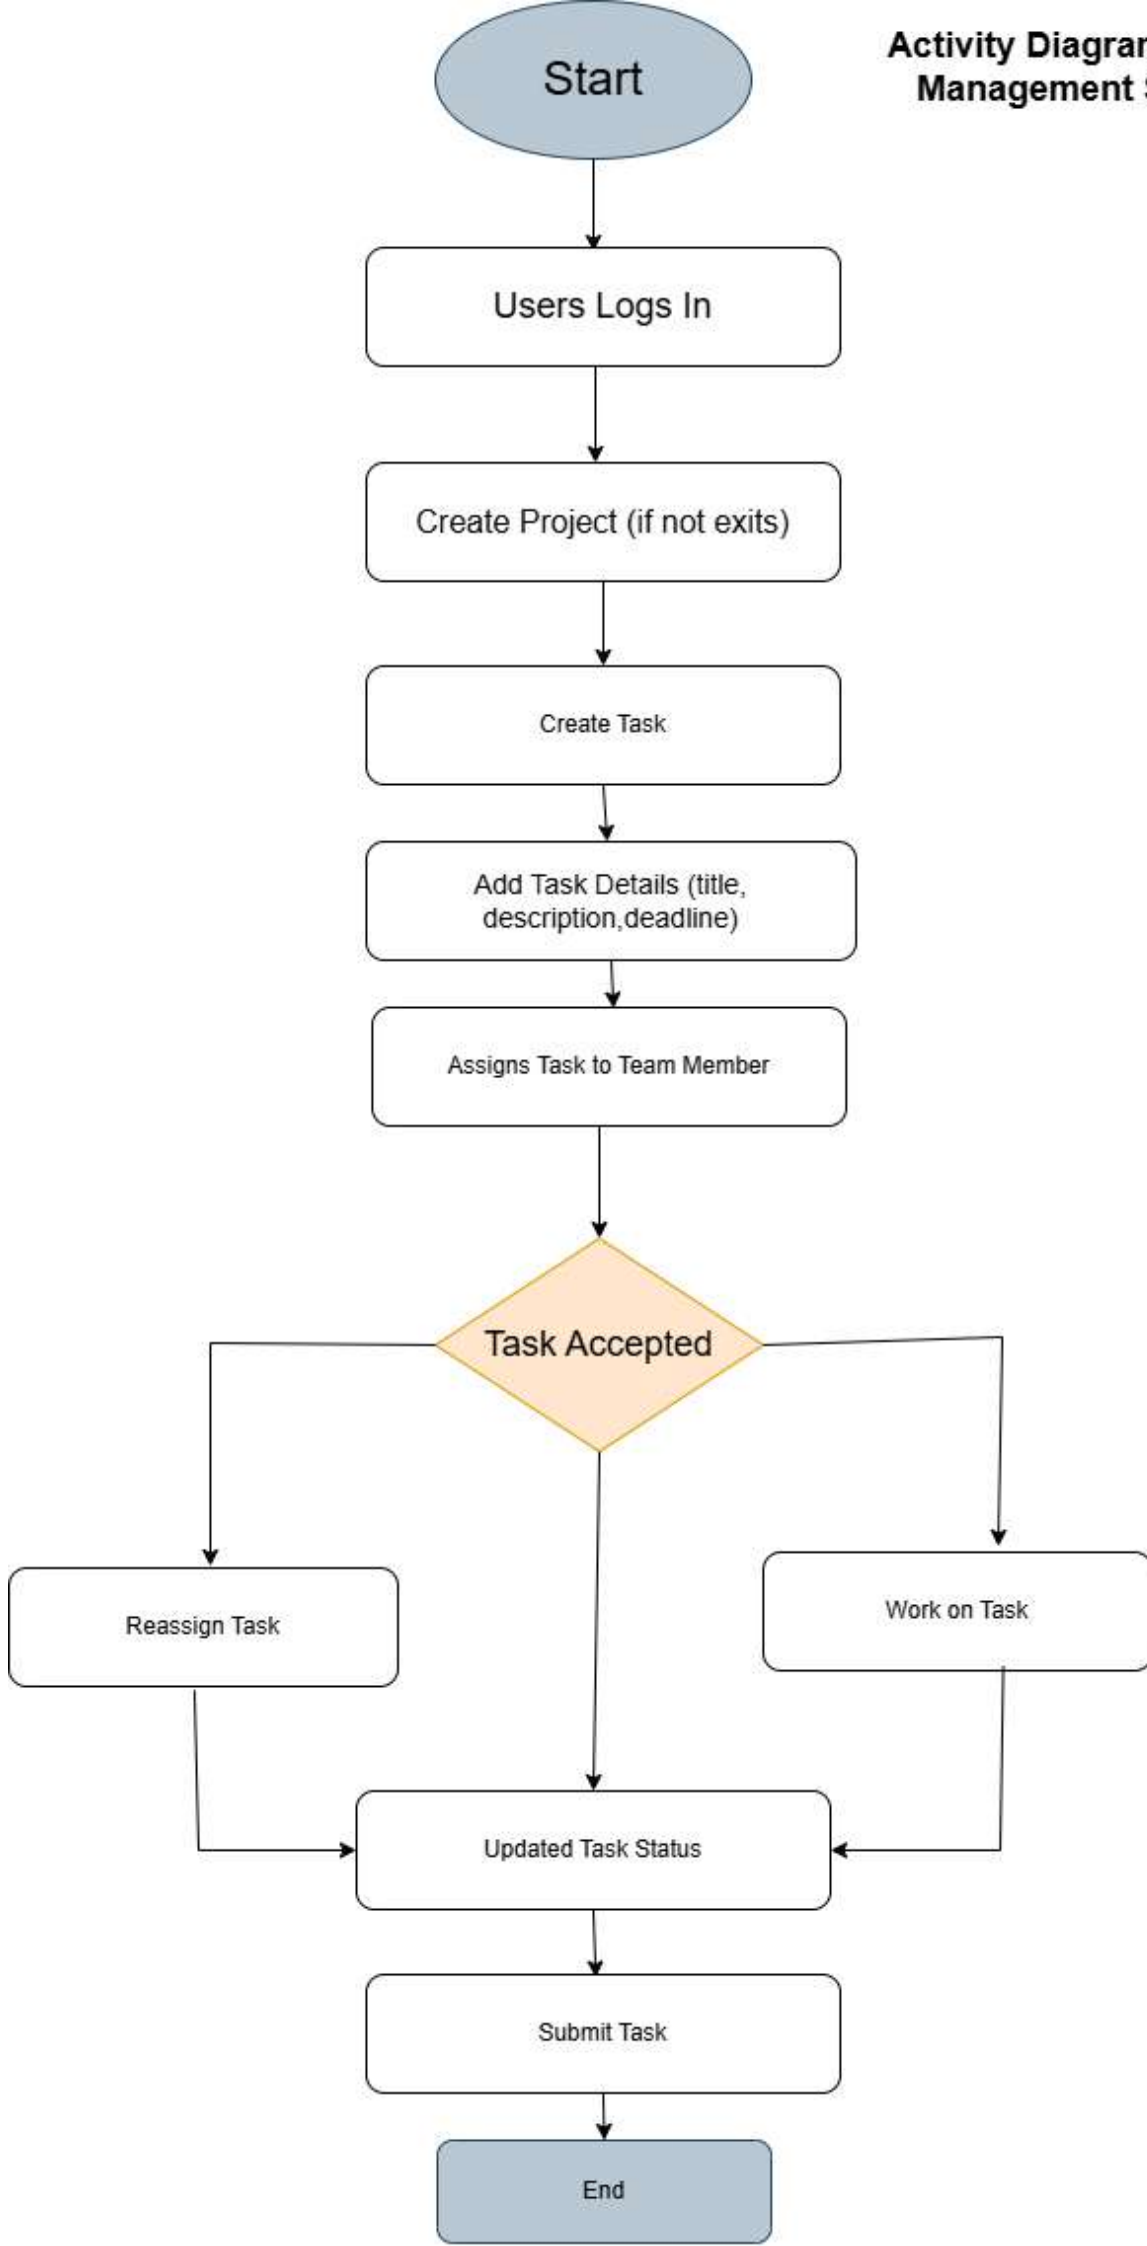 Start
Activity Diagram
Management
Users Logs In
Create Project (if not exits)
Create Task
Add Task Details (title,
description,deadline)
Assigns Task to Team Member
Task Accepted
Reassign Task
Work on Task
Updated Task Status
Submit Task
End